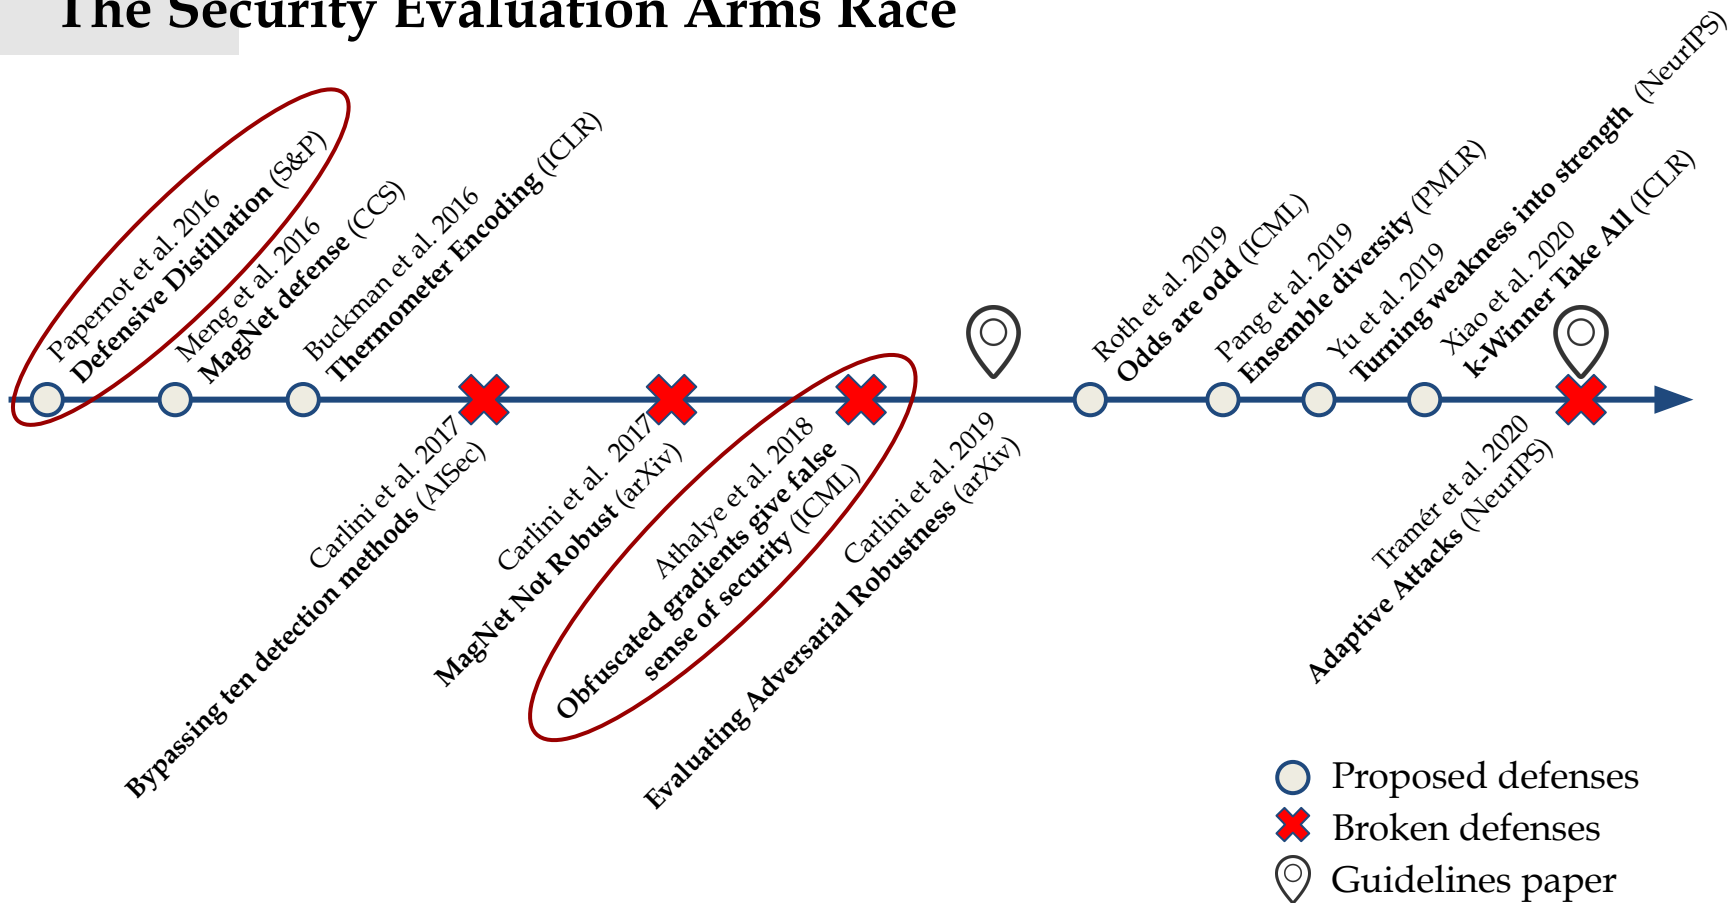 The Security Evaluation Arms Race
Papernot et al. 2016
Defensive Distillation (S&P)
Meng et al. 2016
MagNet defense (CCS)
Buckman et al. 2016
Thermometer Encoding (ICLR)
Carlini et al. 2017
Bypassing ten detection methods (AISec)
Carlini et al. 2017
MagNet Not Robust (arXiv)
Athalye et al. 2018
Obfuscated gradients give false
sense of security (ICML)
Carlini et al. 2019
Evaluating Adversarial Robustness (arXiv)
Roth et al. 2019
Odds are odd (ICML)
Pang et al. 2019
Ensemble diversity (PMLR)
Yu et al. 2019
Turning weakness into strength (NeurIPS)
Xiao et al. 2020
k-Winner Take All (ICLR)
Tramér et al. 2020
Adaptive Attacks (NeurIPS)
Proposed defenses
Broken defenses
Guidelines paper